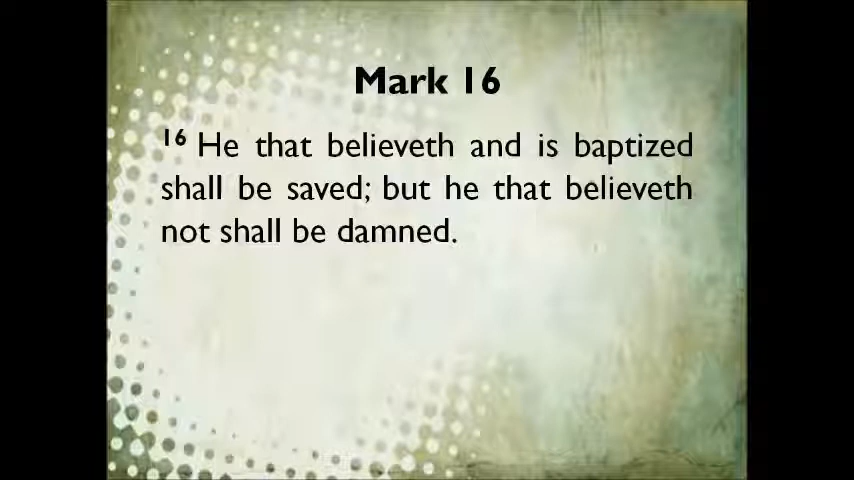 Mark 16
16 He that believeth and is baptized
shall be saved; but he that believeth
not shall be damned.